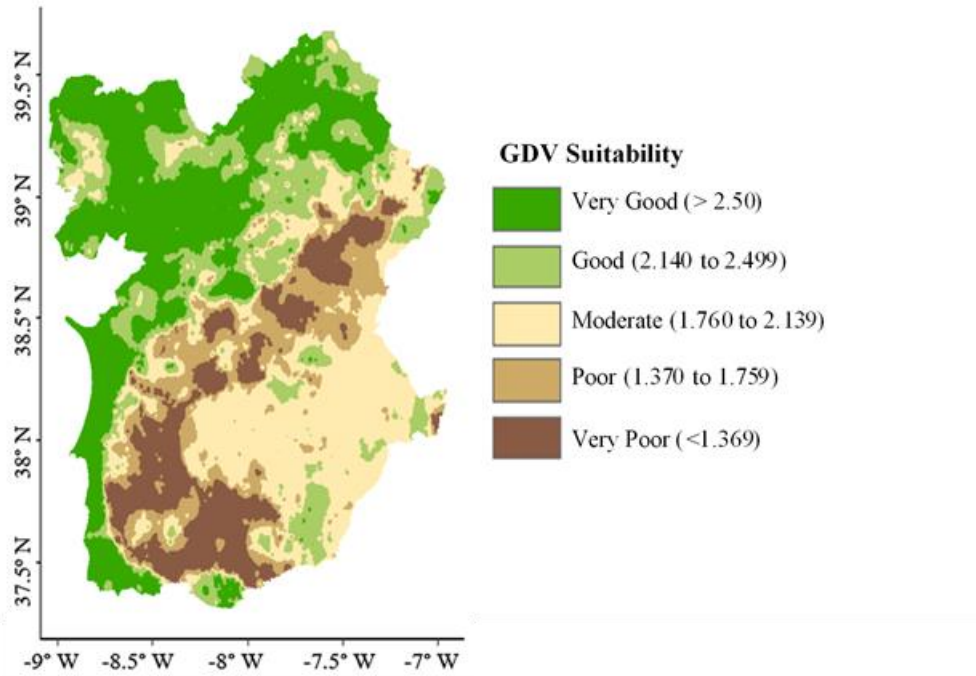 39.5° N
39° N
38.5° N
38° N
37.5° N
-9° W -8.5° W -8° W -7.5° W -7° W
GDV Suitability
Very Good (> 2.50)
Good (2.140 to 2.499)
Moderate (1.760 to 2.139)
Poor (1.370 to 1.759)
Very Poor (<1.369)